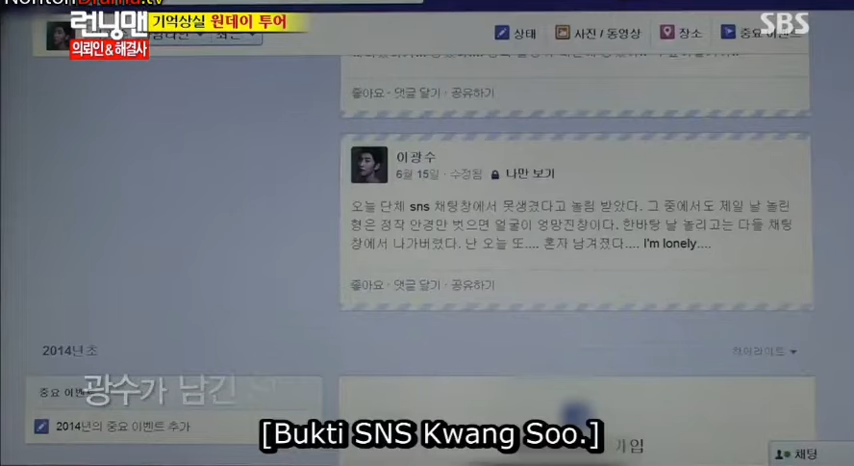 NontonDrama.tv
런닝맨 기억상실 원데이 투어
의뢰인 & 해결사
SBS
상태 사진 / 동영상 장소 중요 이벤트
좋아요 · 댓글 달기 · 공유하기
이광수
6월 15일 · 수정됨 · 나만 보기
오늘 단체 sns 채팅창에서 못생겼다고 놀림 받았다. 그 중에서도 제일 날 놀린
형은 정작 안경만 벗으면 얼굴이 엉망진창이다. 한바탕 날 놀리고는 다들 채팅
창에서 나가버렸다. 난 오늘 또.... 혼자 남겨졌다.... I'm lonely....
좋아요 · 댓글 달기 · 공유하기
2014년 초
하이라이트
중요 이벤
광수가 남긴
2014년의 중요 이벤트 추가
[Bukti SNS Kwang Soo.]
가입
채팅